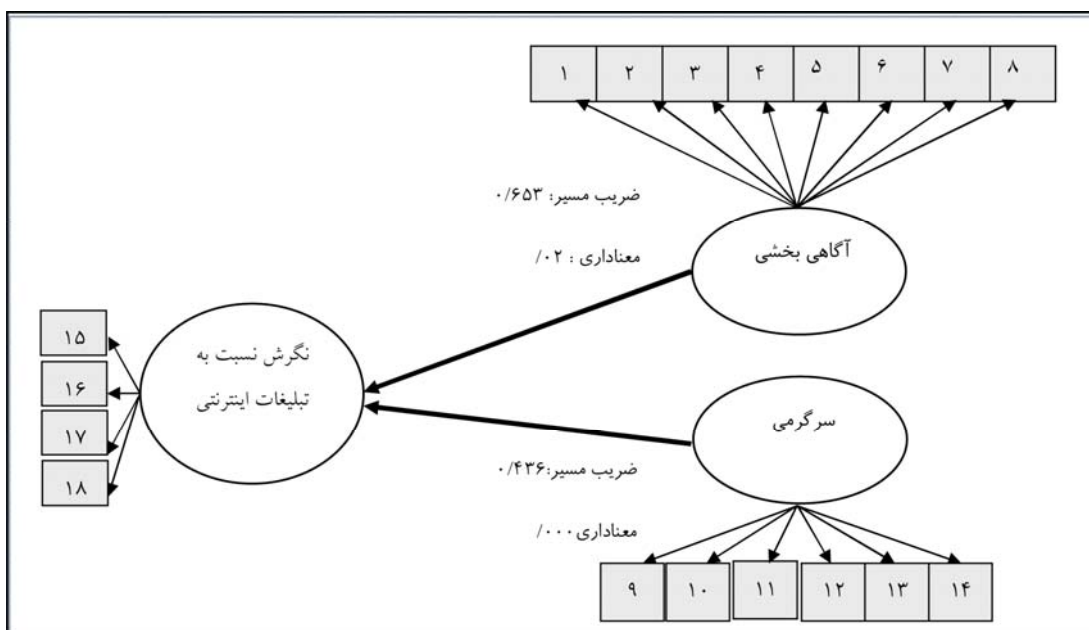 ۱ ۲ ۳ ۴ ۵ ۶ ۷ ۸
ضریب مسیر: ۰/۶۵۳
آگاهی بخشی
معناداری : ۰۲/
۱۵
۱۶
۱۷
۱۸
نگرش نسبت به
تبلیغات اینترنتی
سرگرمی
ضریب مسیر:۰/۴۳۶
معناداری۰۰۰/
۹ ۱۰ ۱۱ ۱۲ ۱۳ ۱۴